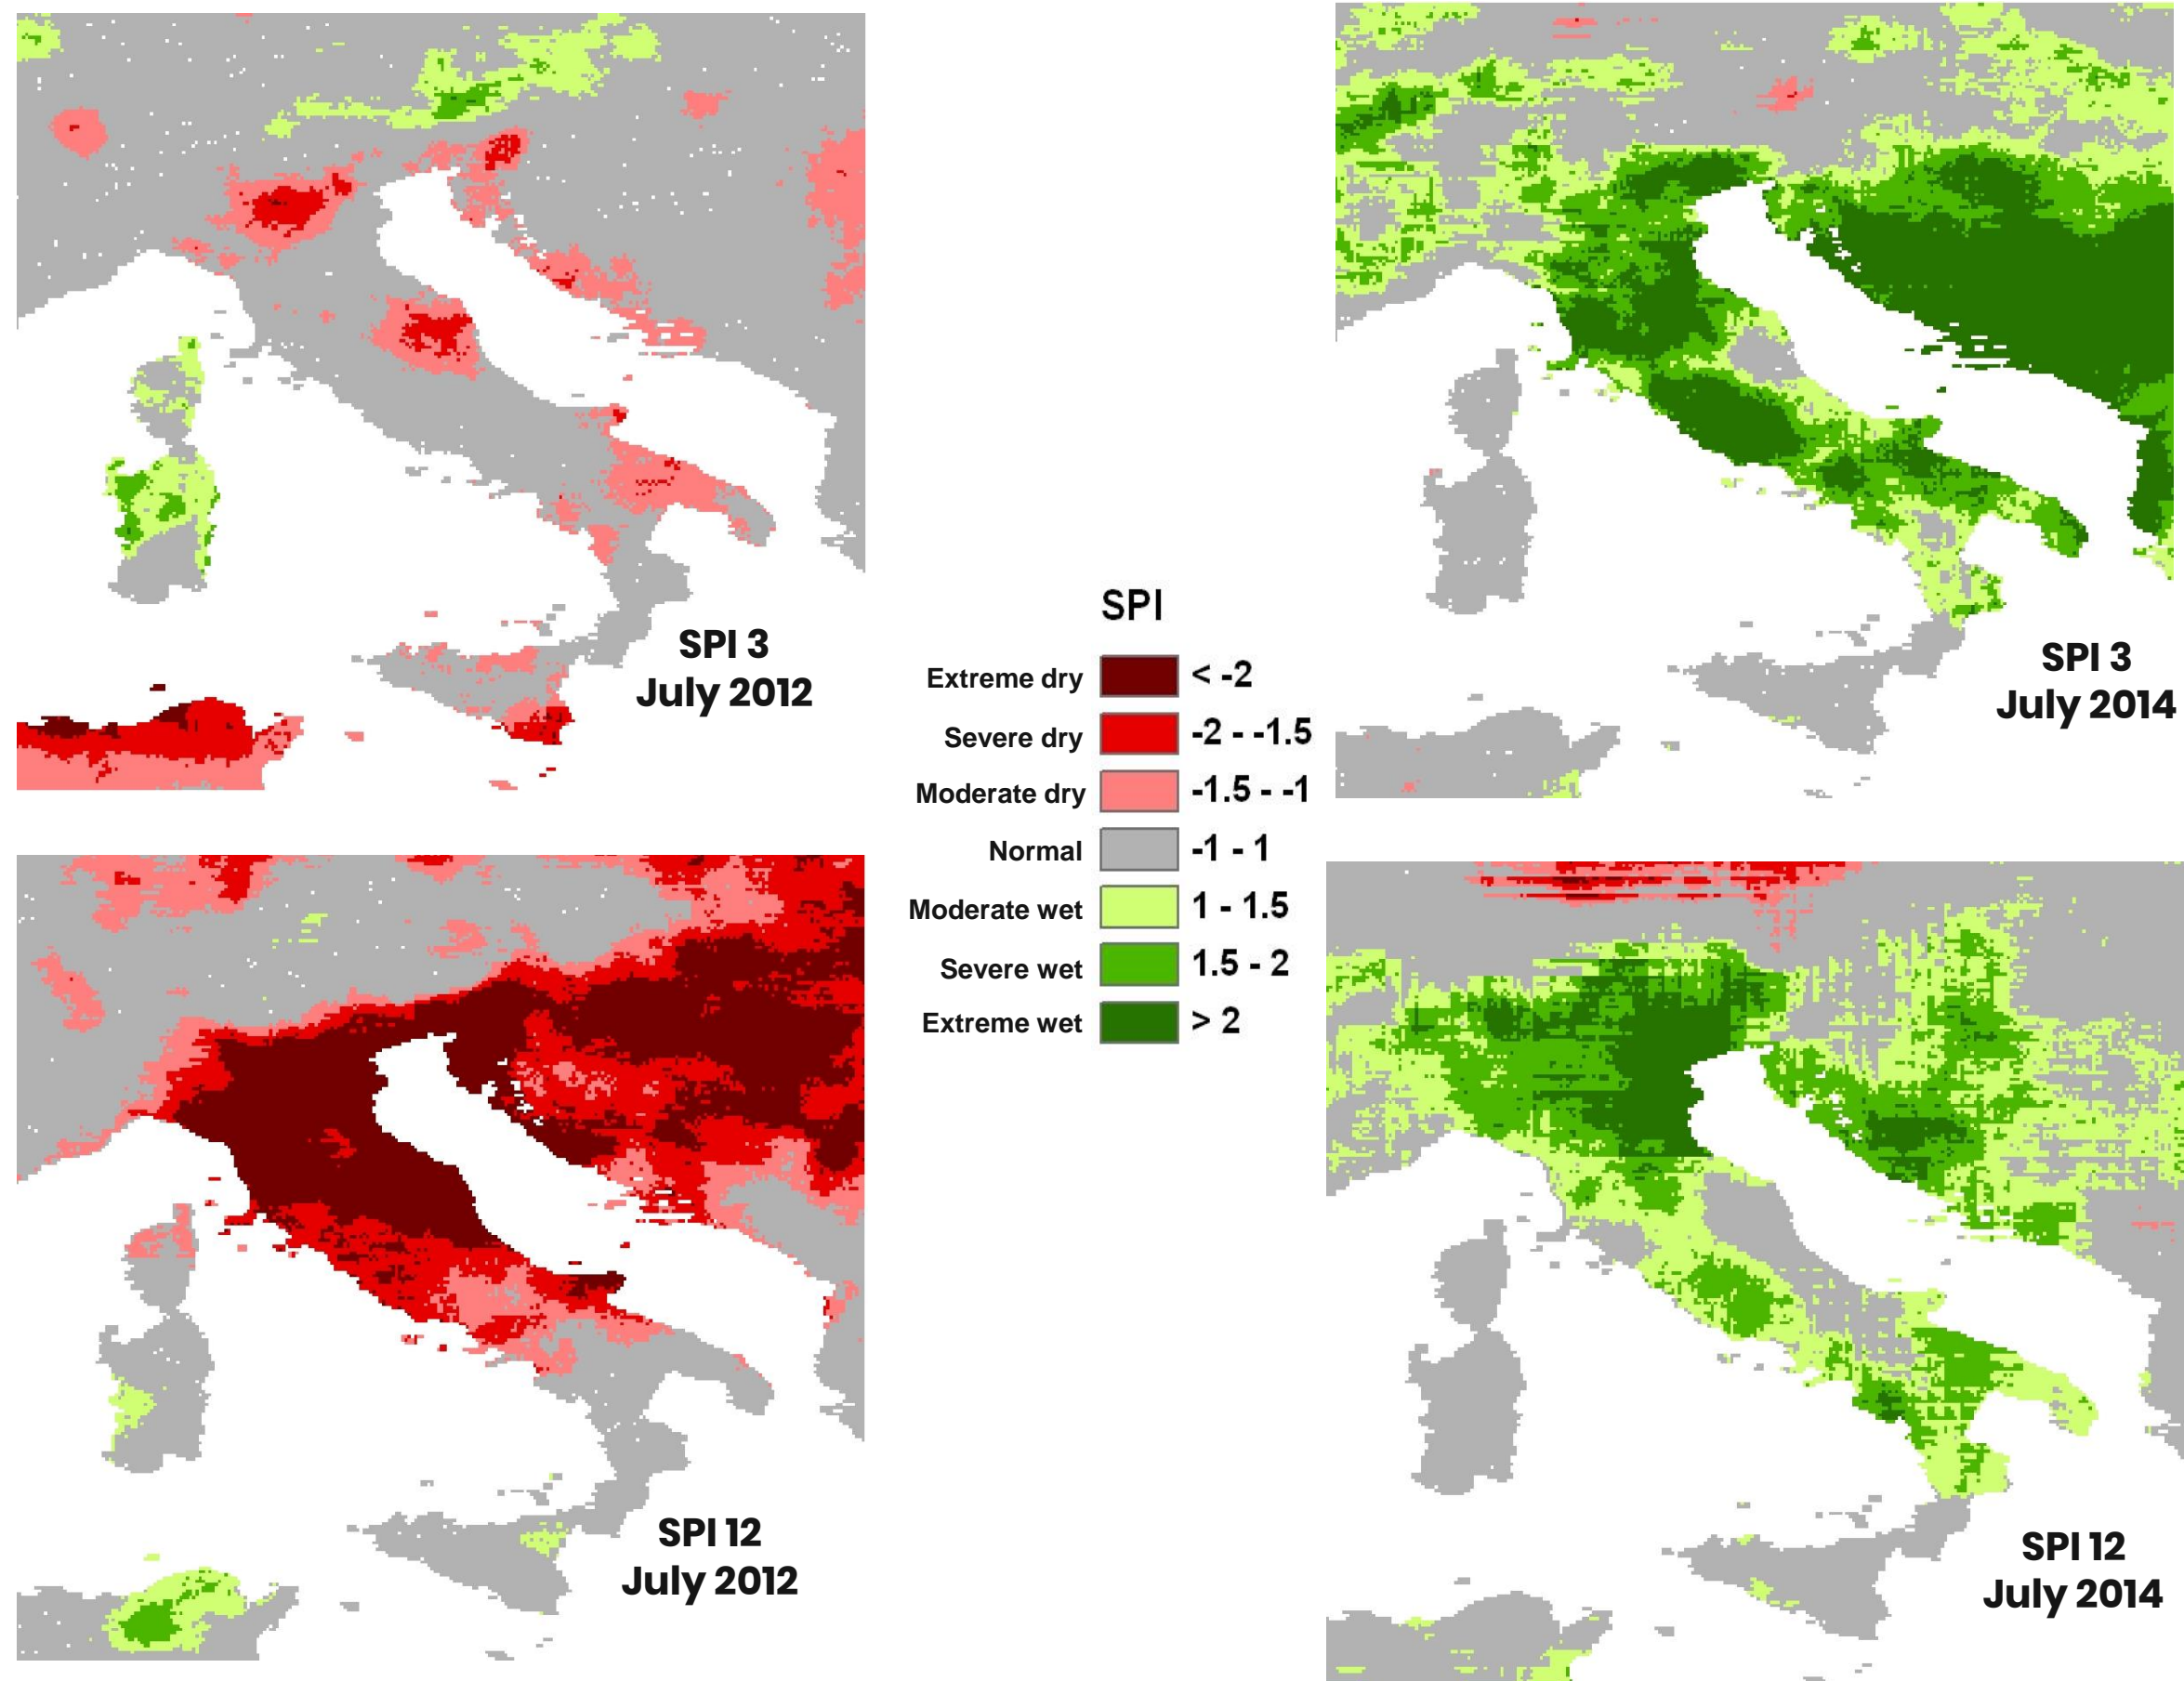 SPI 3
July 2012
SPI 3
July 2014
SPI
Extreme dry < -2
Severe dry -2 - -1.5
Moderate dry -1.5 - -1
Normal -1 - 1
Moderate wet 1 - 1.5
Severe wet 1.5 - 2
Extreme wet > 2
SPI 12
July 2012
SPI 12
July 2014